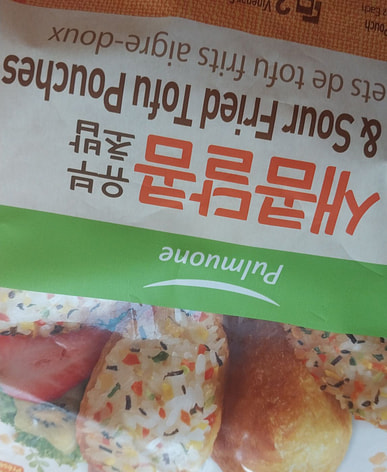 Pulmuone
새콤달콤
유부
초밥
& Sour Fried Tofu Pouches
ets de tofu frits aigre-doux
2